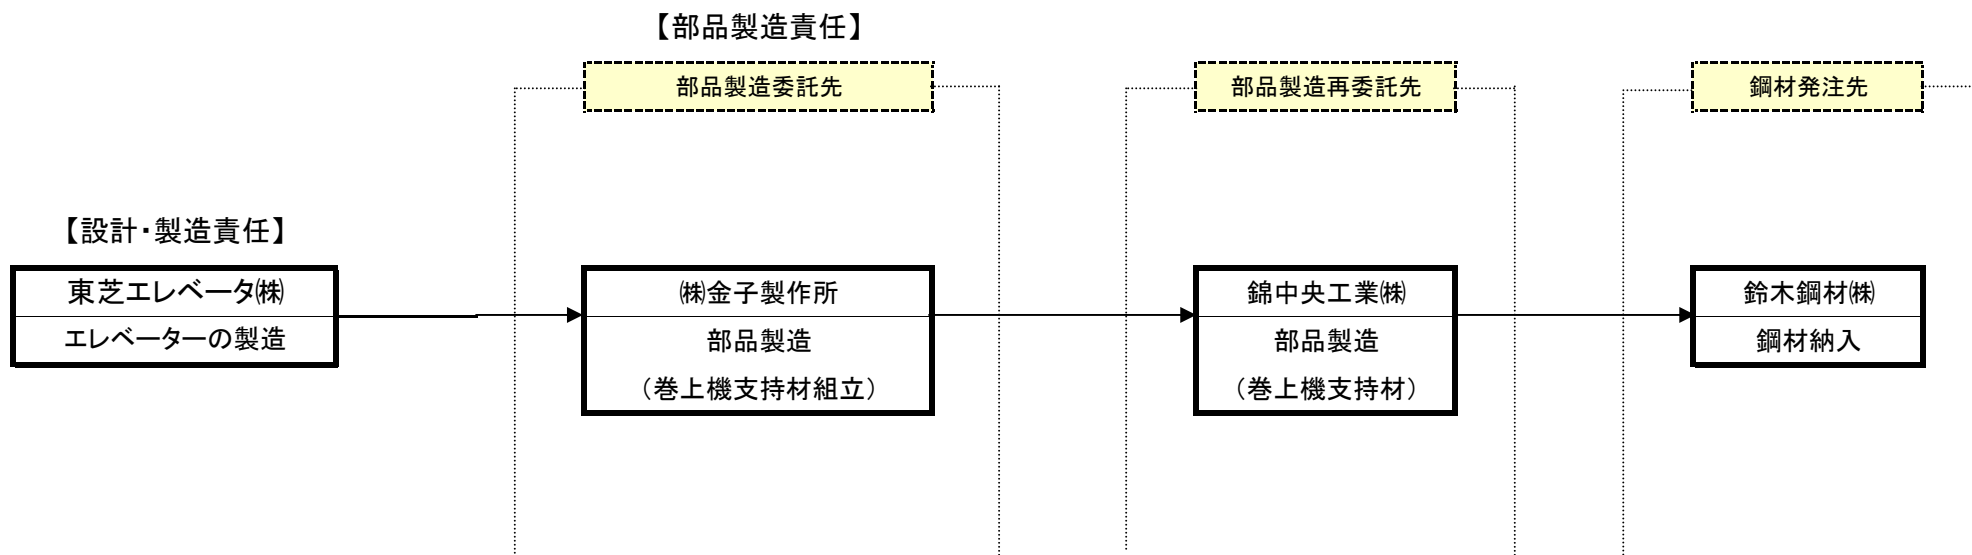 【部品製造責任】
部品製造委託先
部品製造再委託先
鋼材発注先
【設計・製造責任】
東芝エレベータ㈱
エレベーターの製造
㈱金子製作所
部品製造
（巻上機支持材組立）
錦中央工業㈱
部品製造
（巻上機支持材）
鈴木鋼材㈱
鋼材納入